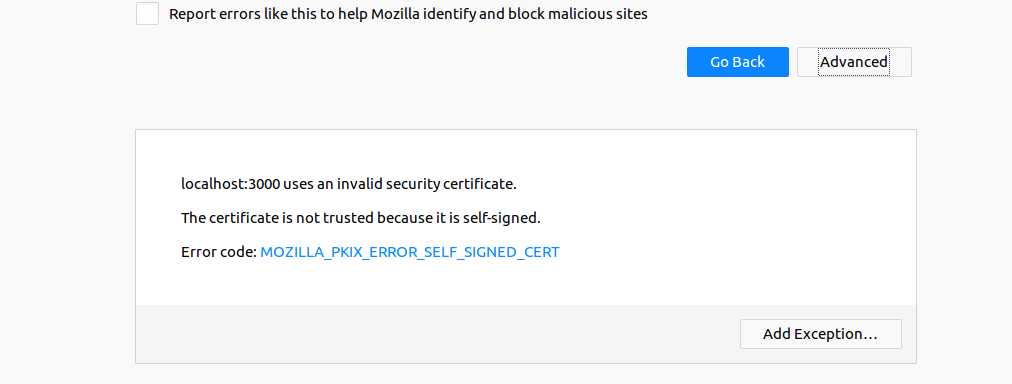 Report errors like this to help Mozilla identify and block malicious sites
Go Back
Advanced
localhost:3000 uses an invalid security certificate.
The certificate is not trusted because it is self-signed.
Error code: MOZILLA_PKIX_ERROR_SELF_SIGNED_CERT
Add Exception…